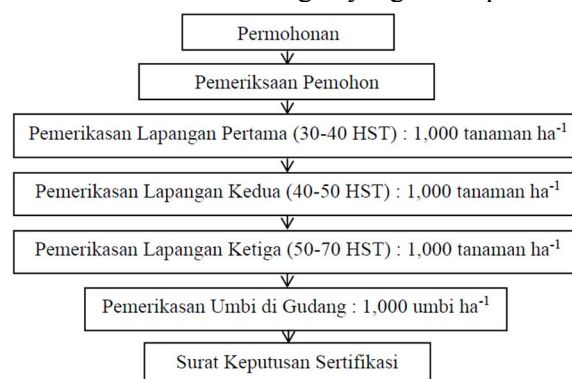 Permohonan
Pemeriksaan Pemohon
Pemerikasan Lapangan Pertama (30-40 HST) : 1,000 tanaman ha⁻¹
Pemerikasan Lapangan Kedua (40-50 HST) : 1,000 tanaman ha⁻¹
Pemerikasan Lapangan Ketiga (50-70 HST) : 1,000 tanaman ha⁻¹
Pemerikasan Umbi di Gudang : 1,000 umbi ha⁻¹
Surat Keputusan Sertifikasi